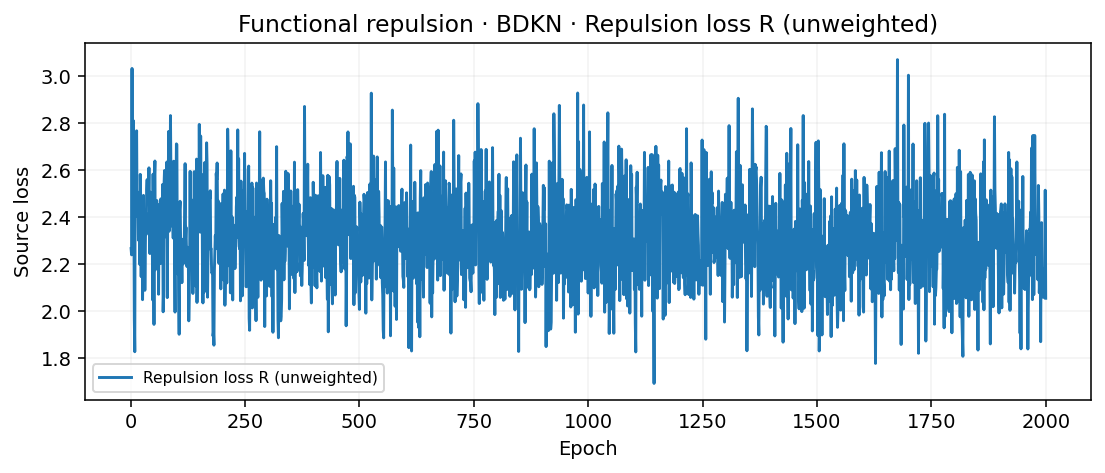 Functional repulsion · BDKN · Repulsion loss R (unweighted)
3.0
2.8
2.6
2.4
2.2
2.0
1.8
Source loss
Repulsion loss R (unweighted)
0 250 500 750 1000 1250 1500 1750 2000
Epoch